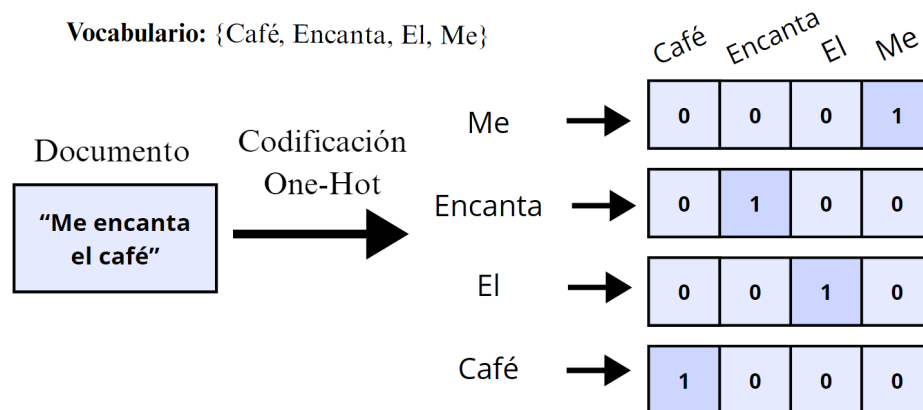 Vocabulario: {Café, Encanta, El, Me}
Café Encanta El Me
Documento
“Me encanta
el café”
Codificación
One-Hot
Me 0 0 0 1
Encanta 0 1 0 0
El 0 0 1 0
Café 1 0 0 0